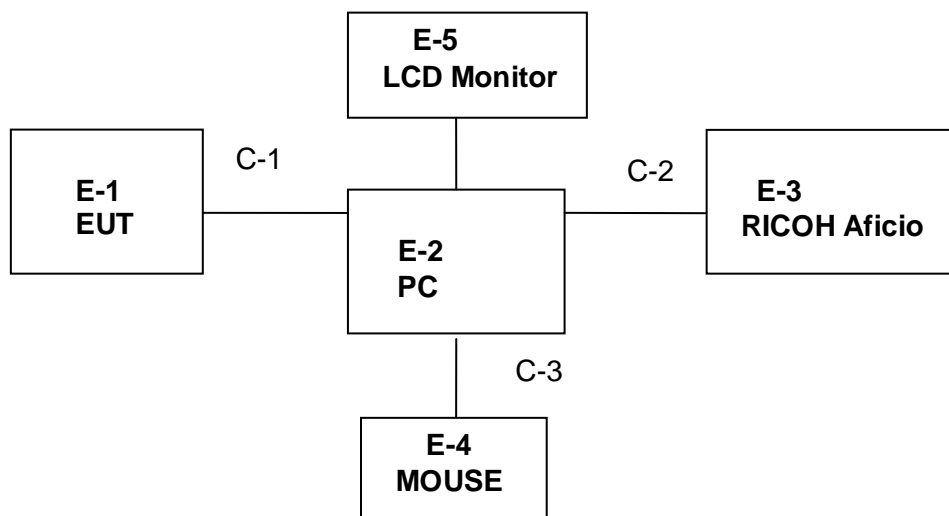 E-5
LCD Monitor
C-1
C-2
E-1
EUT
E-3
RICOH Aficio
E-2
PC
C-3
E-4
MOUSE